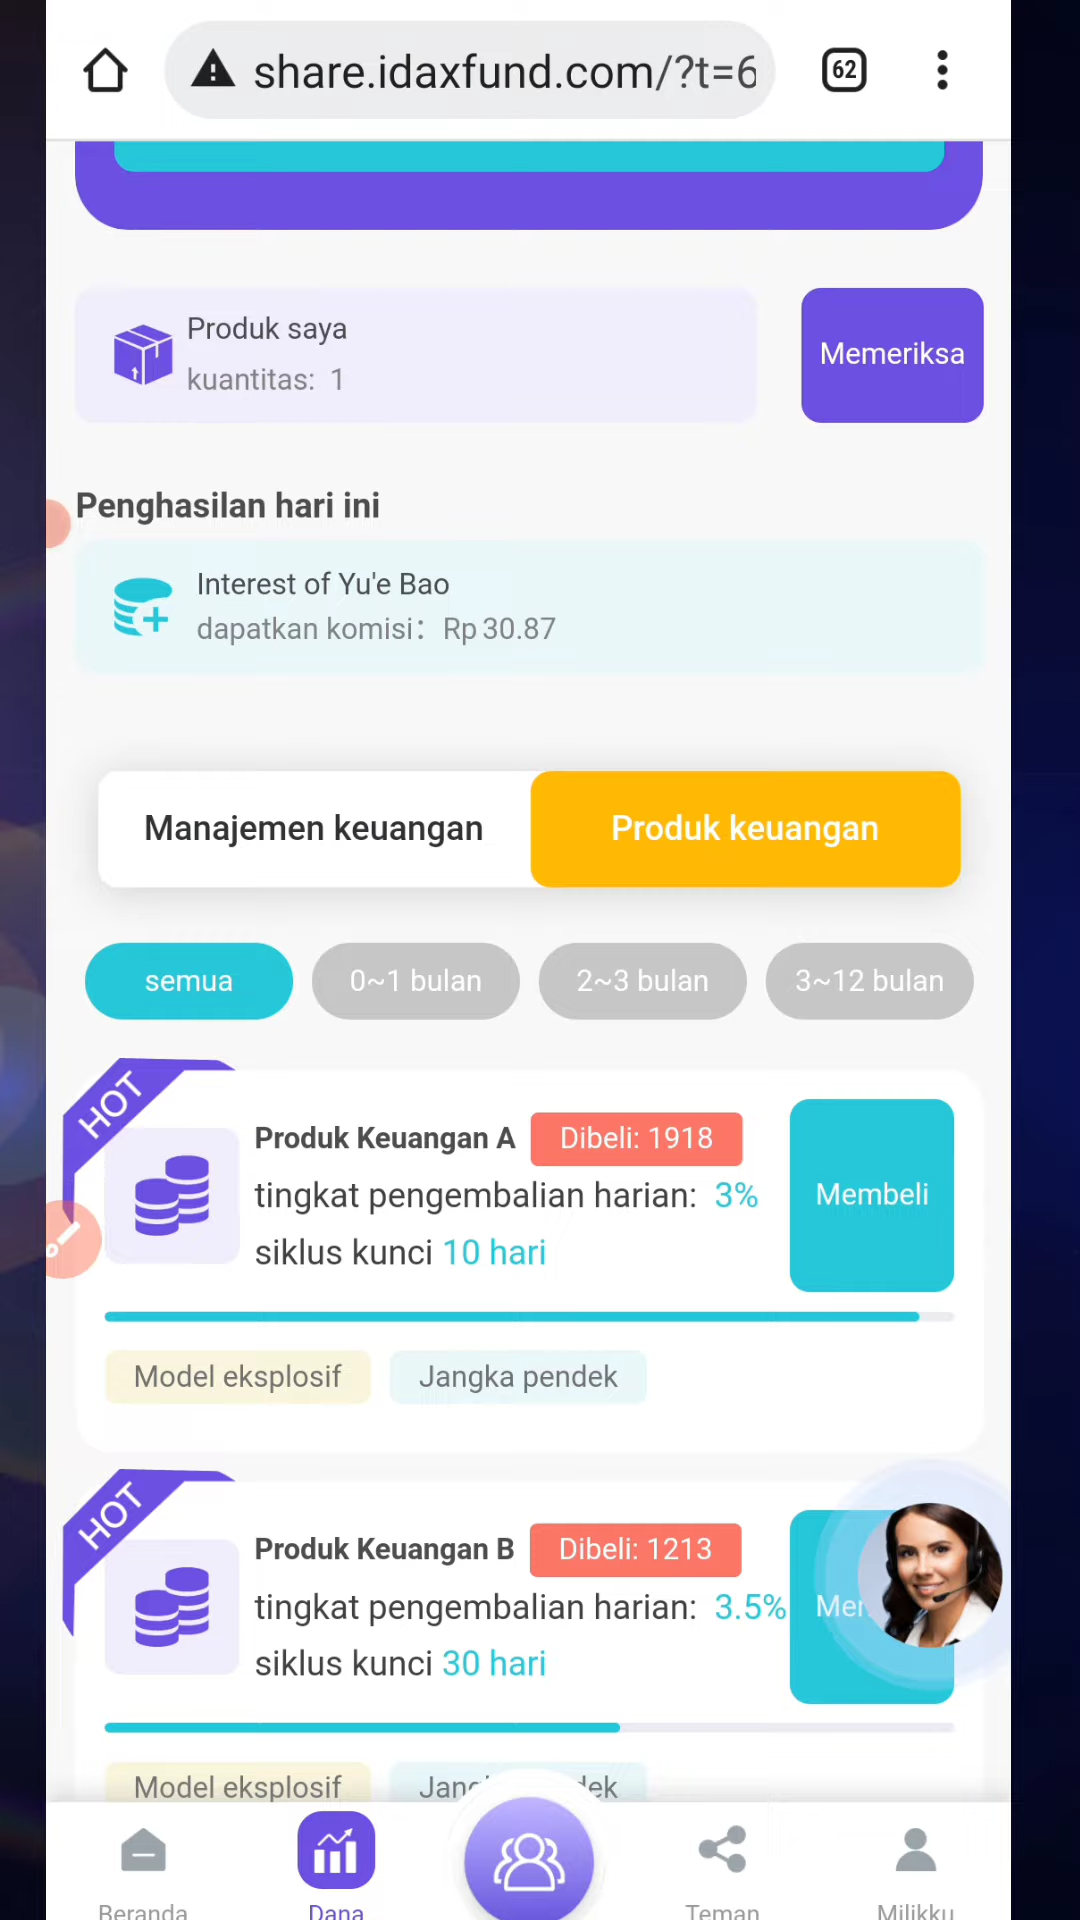 share.idaxfund.com/?t=6
62
Produk saya
kuantitas: 1
Memeriksa
Penghasilan hari ini
Interest of Yu'e Bao
dapatkan komisi: Rp 30.87
Manajemen keuangan
Produk keuangan
semua
0~1 bulan
2~3 bulan
3~12 bulan
HOT
Produk Keuangan A
Dibeli: 1918
tingkat pengembalian harian: 3%
siklus kunci 10 hari
Membeli
Model eksplosif
Jangka pendek
HOT
Produk Keuangan B
Dibeli: 1213
tingkat pengembalian harian: 3.5%
siklus kunci 30 hari
Model eksplosif
Beranda
Dana
Teman
Milikku